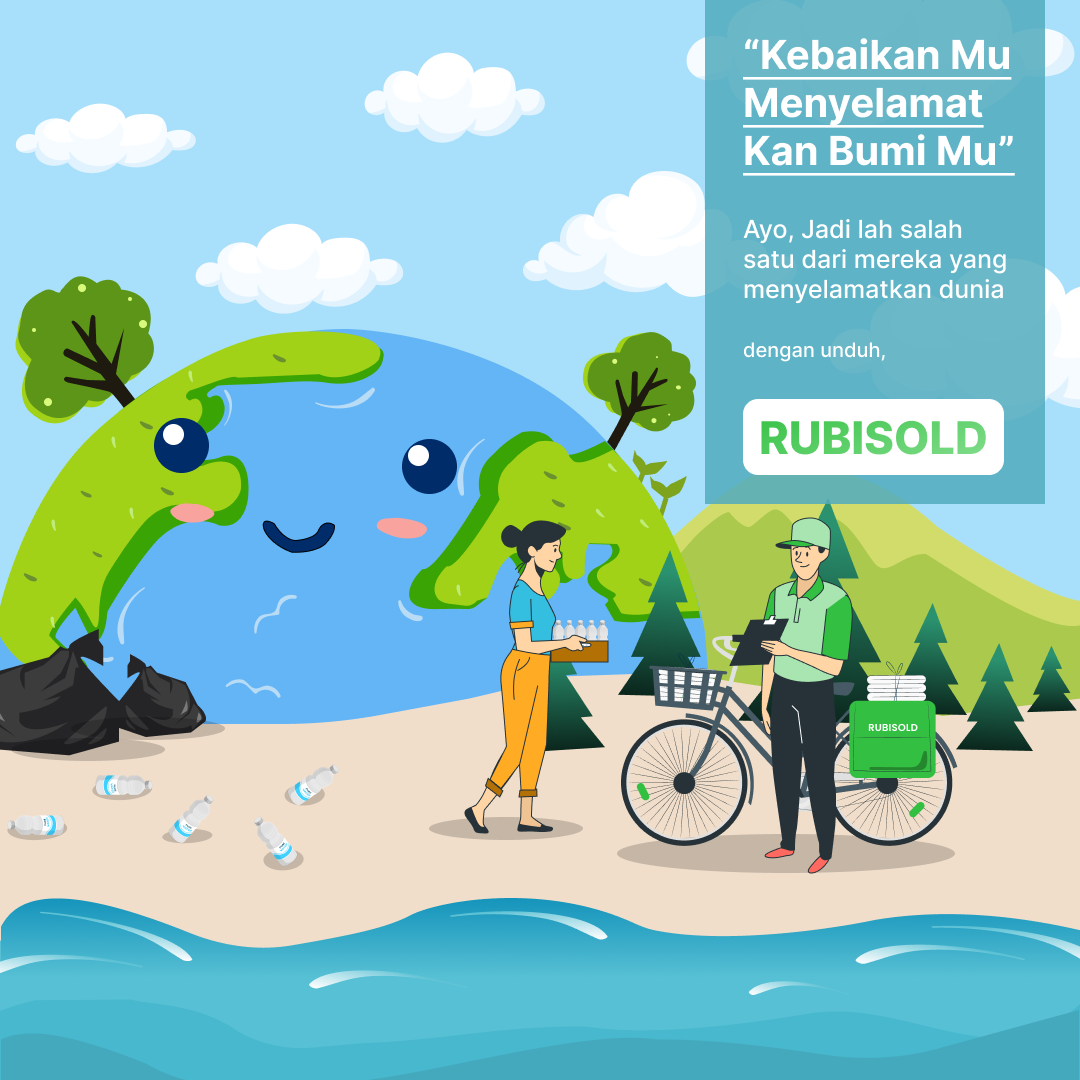 “Kebaikan Mu
Menyelamat
Kan Bumi Mu”
Ayo, Jadi lah salah
satu dari mereka yang
menyelamatkan dunia
dengan unduh,
RUBISOLD
RUBISOLD